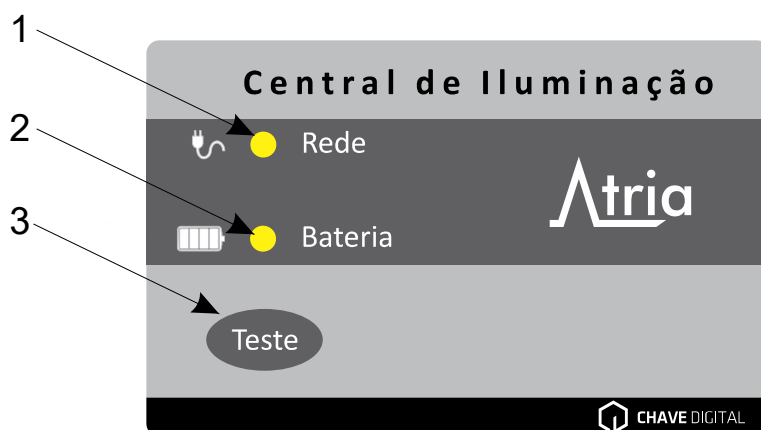 1
Central de Iluminação
2
Rede
Atria
3
Bateria
Teste
CHAVE DIGITAL